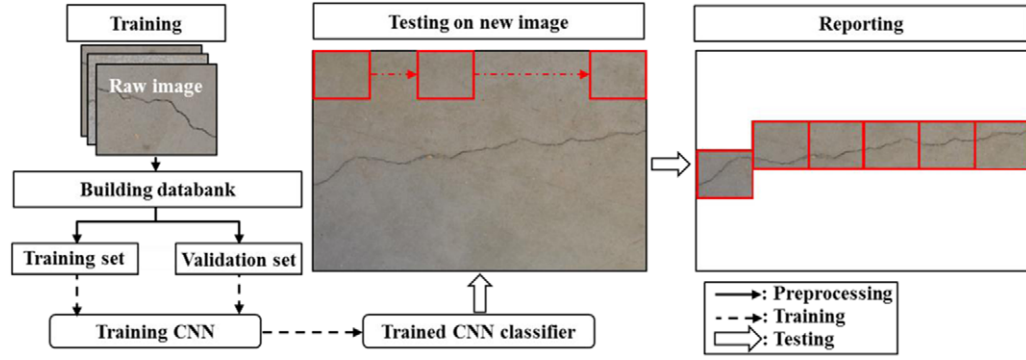 Training
Testing on new image
Reporting
Raw image
Building databank
Training set
Validation set
Training CNN
Trained CNN classifier
: Preprocessing
: Training
: Testing